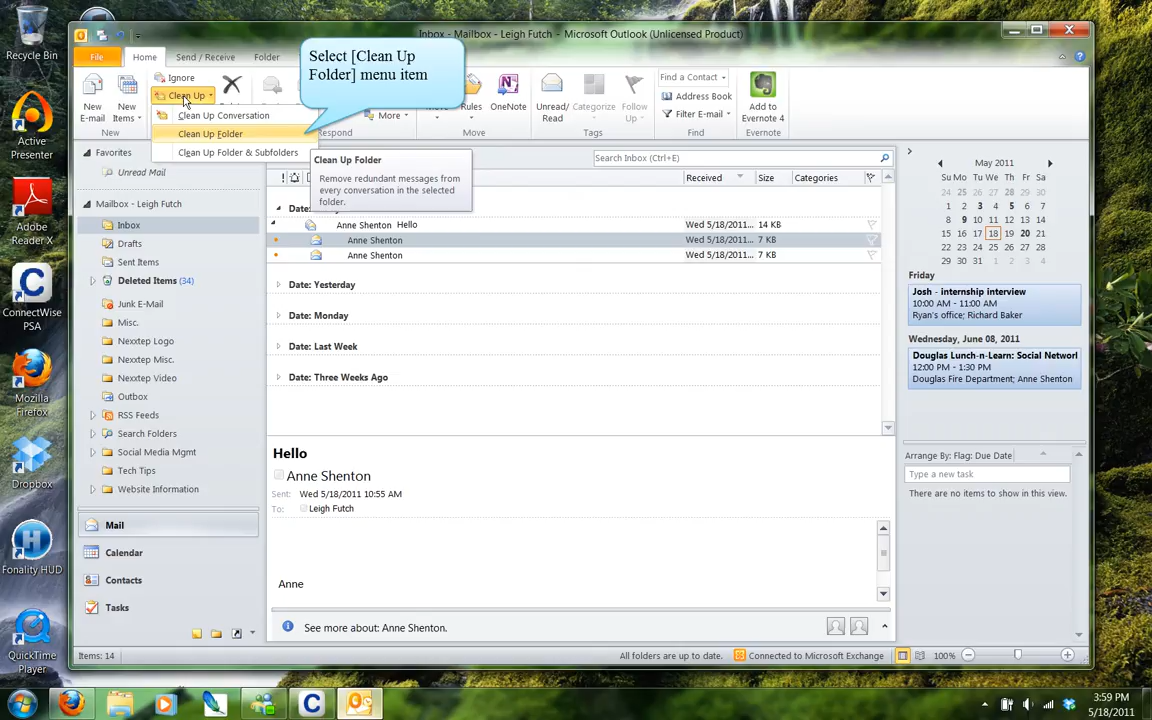 Recycle Bin
Active
Presenter
Adobe
Reader X
ConnectWise
PSA
Mozilla
Firefox
Dropbox
Fonality HUD
QuickTime
Player
Inbox - Mailbox - Leigh Futch - Microsoft Outlook (Unlicensed Product)
File
Home
Send / Receive
Folder
Select [Clean Up
Folder] menu item
Ignore
Clean Up
New
E-mail
New
Items
New
Clean Up Conversation
Clean Up Folder
Clean Up Folder & Subfolders
More
Respond
Rules
OneNote
Move
Unread/
Read
Categorize
Follow
Up
Tags
Find a Contact
Address Book
Filter E-mail
Find
Add to
Evernote 4
Evernote
Clean Up Folder
Remove redundant messages from
every conversation in the selected
folder.
Favorites
Unread Mail
Mailbox - Leigh Futch
Inbox
Drafts
Sent Items
Deleted Items (34)
Junk E-Mail
Misc.
Nexxtep Logo
Nexxtep Misc.
Nexxtep Video
Outbox
RSS Feeds
Search Folders
Social Media Mgmt
Tech Tips
Website Information
Mail
Calendar
Contacts
Tasks
Search Inbox (Ctrl+E)
Received Size Categories
Anne Shenton Hello Wed 5/18/2011... 14 KB
Anne Shenton Wed 5/18/2011... 7 KB
Anne Shenton Wed 5/18/2011... 7 KB
Date: Yesterday
Date: Monday
Date: Last Week
Date: Three Weeks Ago
Hello
Anne Shenton
Sent: Wed 5/18/2011 10:55 AM
To: Leigh Futch
Anne
See more about: Anne Shenton.
May 2011
Su Mo Tu We Th Fr Sa
24 25 26 27 28 29 30
1 2 3 4 5 6 7
8 9 10 11 12 13 14
15 16 17 18 19 20 21
22 23 24 25 26 27 28
29 30 31 1 2 3 4
Friday
Josh - internship interview
10:00 AM - 11:00 AM
Ryan's office; Richard Baker
Wednesday, June 08, 2011
Douglas Lunch-n-Learn: Social Networl
12:00 PM - 1:30 PM
Douglas Fire Department; Anne Shenton
Arrange By: Flag: Due Date
Type a new task
There are no items to show in this view.
Items: 14
All folders are up to date.
Connected to Microsoft Exchange
100%
3:59 PM
5/18/2011